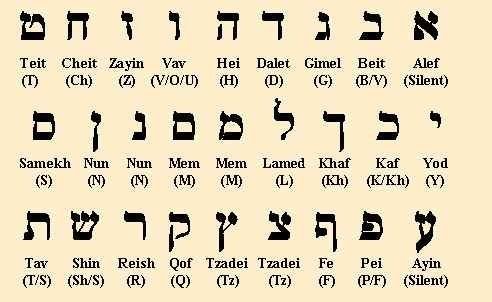 א ב ג ד ה ו ז ח ט
Teit Cheit Zayin Vav Hei Dalet Gimel Beit Alef
(T) (Ch) (Z) (V/O/U) (H) (D) (G) (B/V) (Silent)
י כ ך ל מ ם נ ן ס
Samekh Nun Nun Mem Mem Lamed Khaf Kaf Yod
(S) (N) (N) (M) (M) (L) (Kh) (K/Kh) (Y)
ע פ ף צ ץ ק ר ש ת
Tav Shin Reish Qof Tzadei Tzadei Fe Pei Ayin
(T/S) (Sh/S) (R) (Q) (Tz) (Tz) (F) (P/F) (Silent)